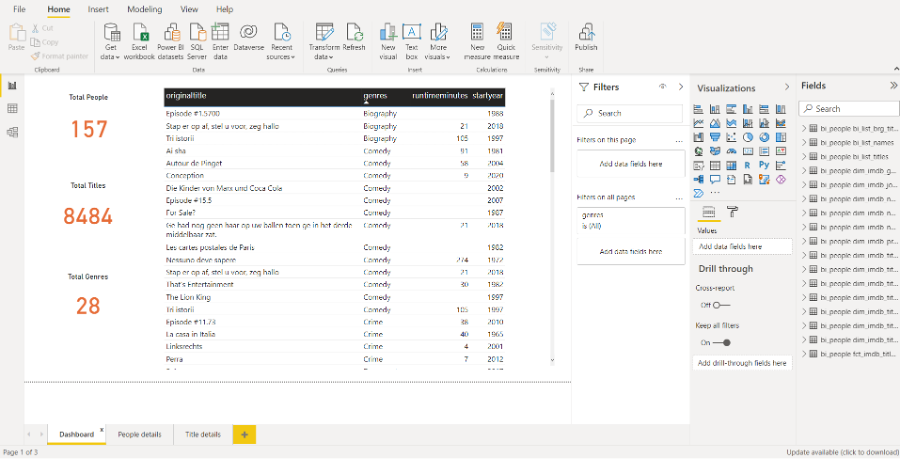 File Home Insert Modeling View Help
Paste
Cut
Copy
Format painter
Clipboard
Get data
Excel workbook
Power BI datasets
SQL Server
Enter data
Dataverse
Recent sources
Data
Transform data
Refresh
Queries
New visual
Text box
More visuals
Insert
New measure
Quick measure
Calculations
Sensitivity
Sensitivity
Publish
Share
Total People
157
Total Titles
8484
Total Genres
28
originaltitle genres runtimeminutes startyear
Episode #1.5700 Biography 1988
Stap er op af, stel u voor, zeg hallo Biography 21 2018
Tri istorii Biography 105 1997
Ai sha Comedy 91 1981
Autour de Pinget Comedy 58 2004
Conception Comedy 9 2020
Die Kinder von Marx und Coca Cola Comedy 2002
Episode #15.5 Comedy 2007
For Sale? Comedy 1987
Ge had nog geen haar op uw ballen toen ge in het derde Comedy 21 2018
middelbaar zat.
Les cartes postales de Paris Comedy 1982
Nessuno deve sapere Comedy 274 1972
Stap er op af, stel u voor, zeg hallo Comedy 21 2018
That's Entertainment Comedy 30 1982
The Lion King Comedy 1997
Tri istorii Comedy 105 1997
Episode #11.23 Crime 38 2010
La casa in Italia Crime 40 1965
Linksrechts Crime 4 2001
Perra Crime 7 2012
Filters
Search
Filters on this page ...
Add data fields here
Filters on all pages ...
genres
is (All)
Add data fields here
Visualizations
R Py
...
Values
Add data fields here
Drill through
Cross-report
Off
Keep all filters
On
Add drill-through fields here
Fields
Search
bi_people bi_list_brg_tit...
bi_people bi_list_names
bi_people bi_list_titles
bi_people dim_imdb_g...
bi_people dim_imdb_jo...
bi_people dim_imdb_n...
bi_people dim_imdb_n...
bi_people dim_imdb_n...
bi_people dim_imdb_pr...
bi_people dim_imdb_tit...
bi_people dim_imdb_tit...
bi_people dim_imdb_tit...
bi_people dim_imdb_tit...
bi_people dim_imdb_tit...
bi_people dim_imdb_tit...
bi_people fct_imdb_titl...
Dashboard x People details Title details +
Page 1 of 3
Update available (click to download)